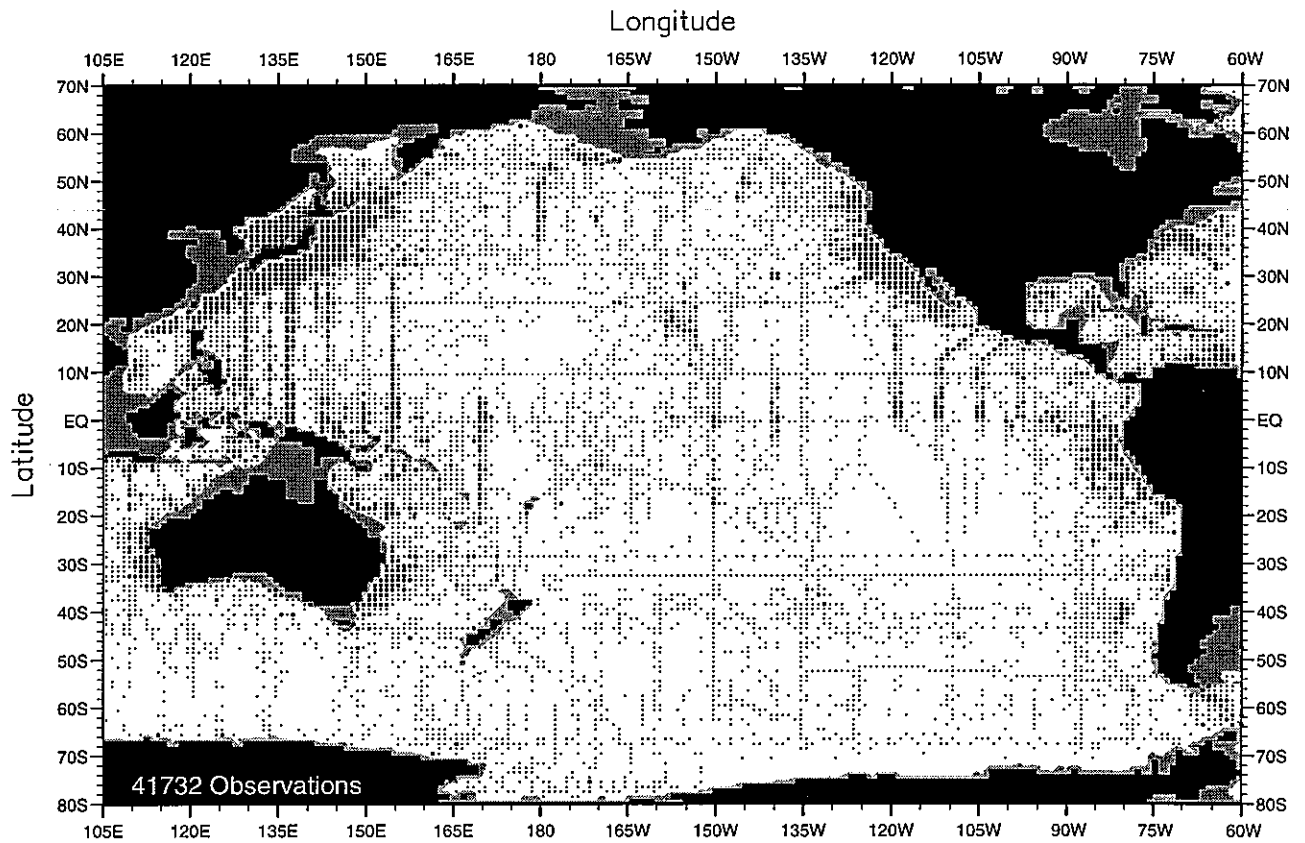 Longitude
105E 120E 135E 150E 165E 180 165W 150W 135W 120W 105W 90W 75W 60W
70N 70N
60N 60N
50N 50N
40N 40N
30N 30N
20N 20N
10N 10N
EQ EQ
10S 10S
20S 20S
30S 30S
40S 40S
50S 50S
60S 60S
70S 70S
80S 80S
Latitude
41732 Observations
105E 120E 135E 150E 165E 180 165W 150W 135W 120W 105W 90W 75W 60W